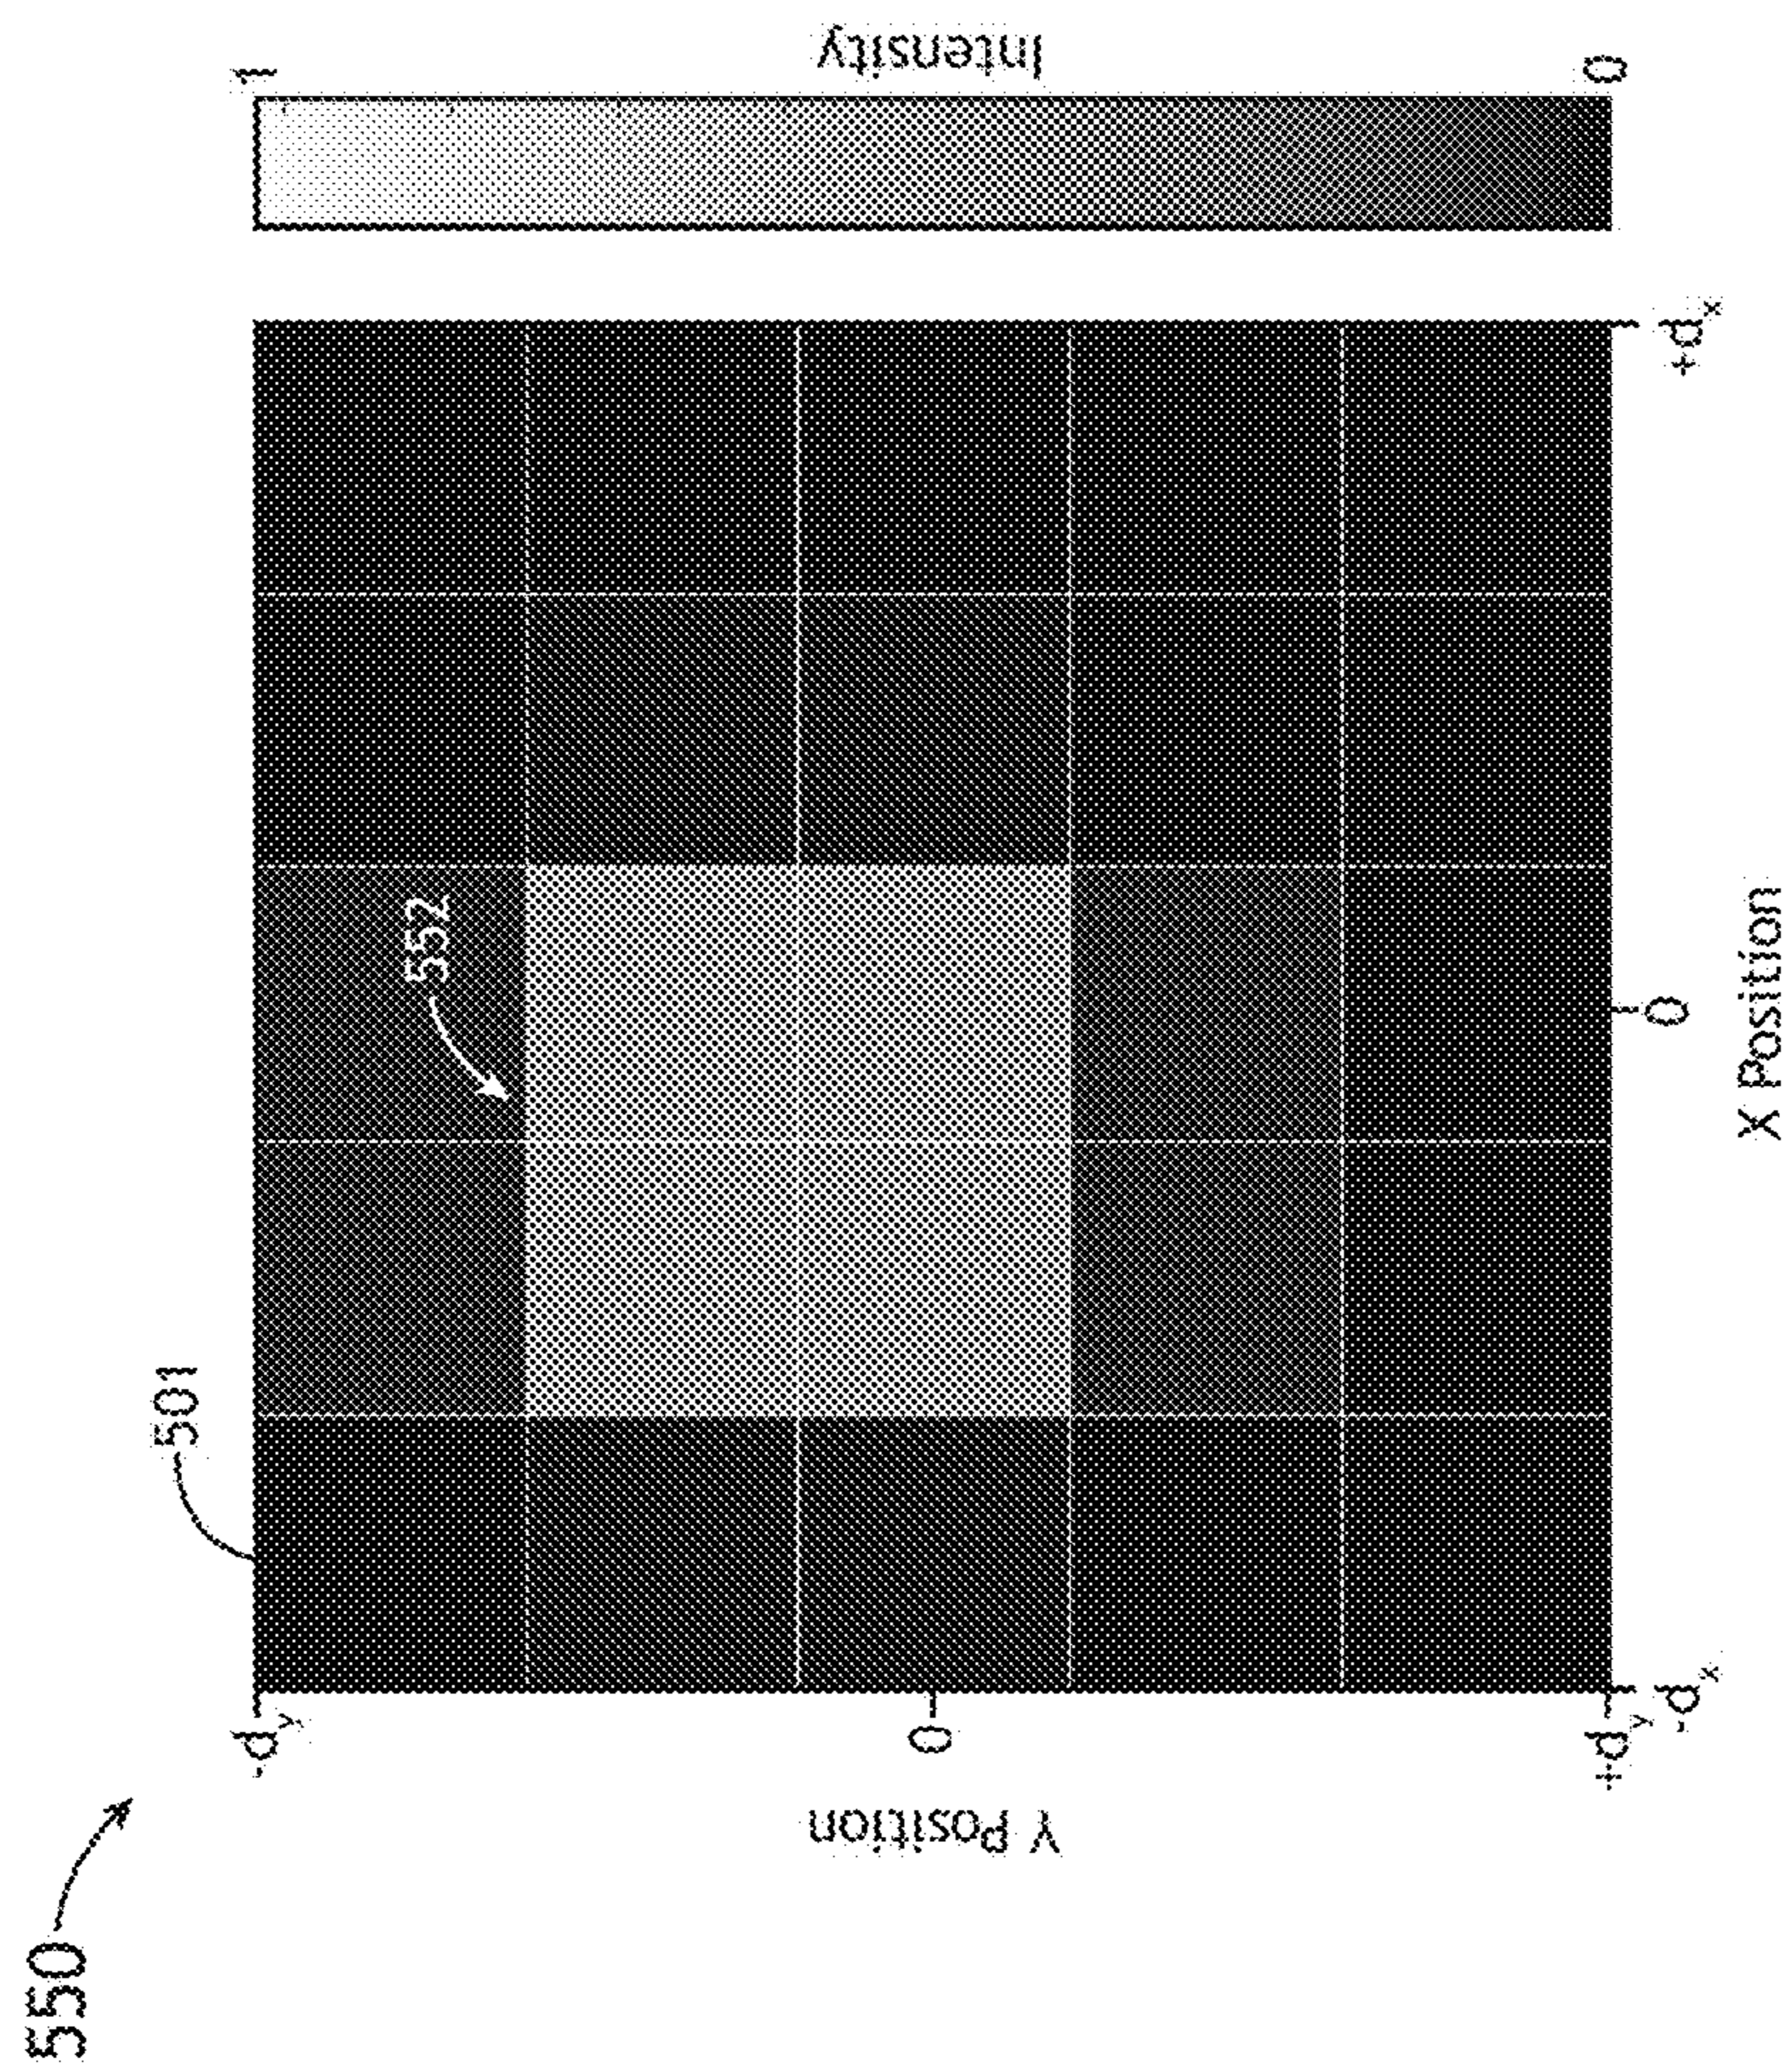 550
501
552
-dy
0
+dy
Y Position
-dx
0
+dx
X Position
1
Intensity
0